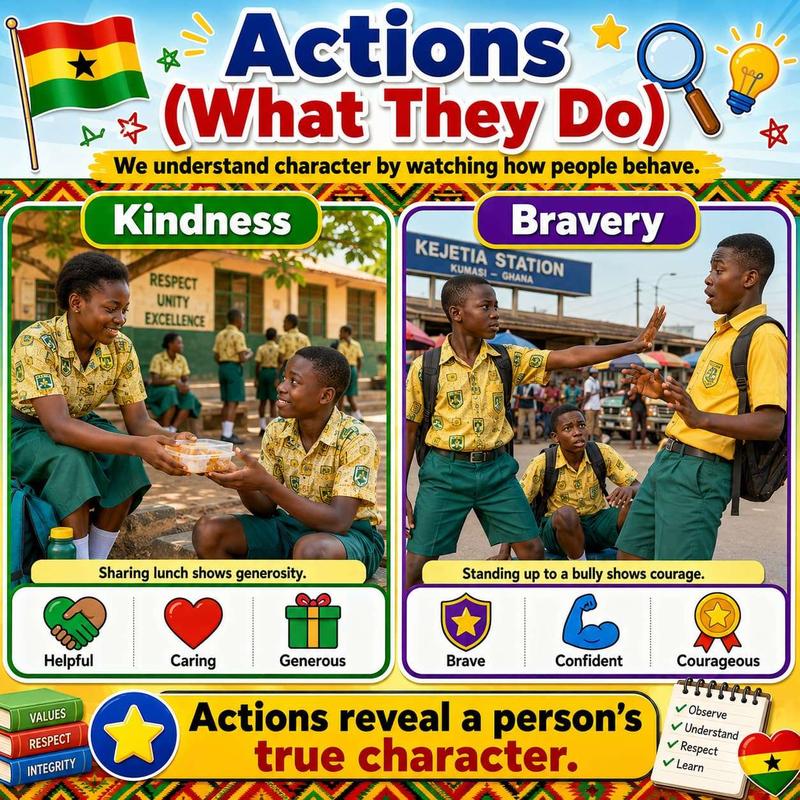 Actions
(What They Do)
We understand character by watching how people behave.
Kindness
RESPECT
UNITY
EXCELLENCE
Sharing lunch shows generosity.
Helpful
Caring
Generous
Bravery
KEJETIA STATION
KUMASI – GHANA
Standing up to a bully shows courage.
Brave
Confident
Courageous
VALUES
RESPECT
INTEGRITY
Actions reveal a person's
true character.
Observe
Understand
Respect
Learn